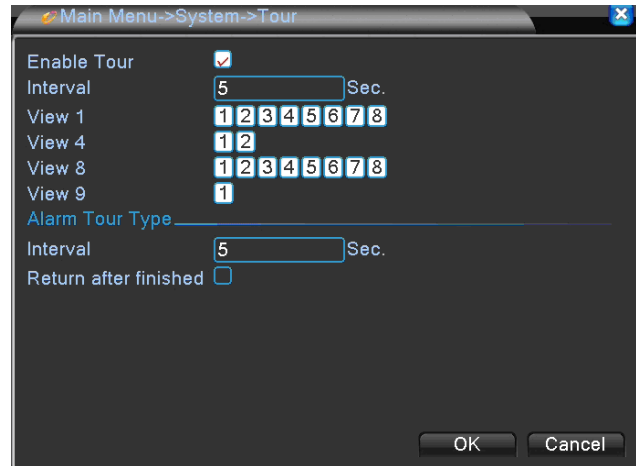 Main Menu->System->Tour
Enable Tour
Interval 5 Sec.
View 1 1 2 3 4 5 6 7 8
View 4 1 2
View 8 1 2 3 4 5 6 7 8
View 9 1
Alarm Tour Type
Interval 5 Sec.
Return after finished
OK Cancel